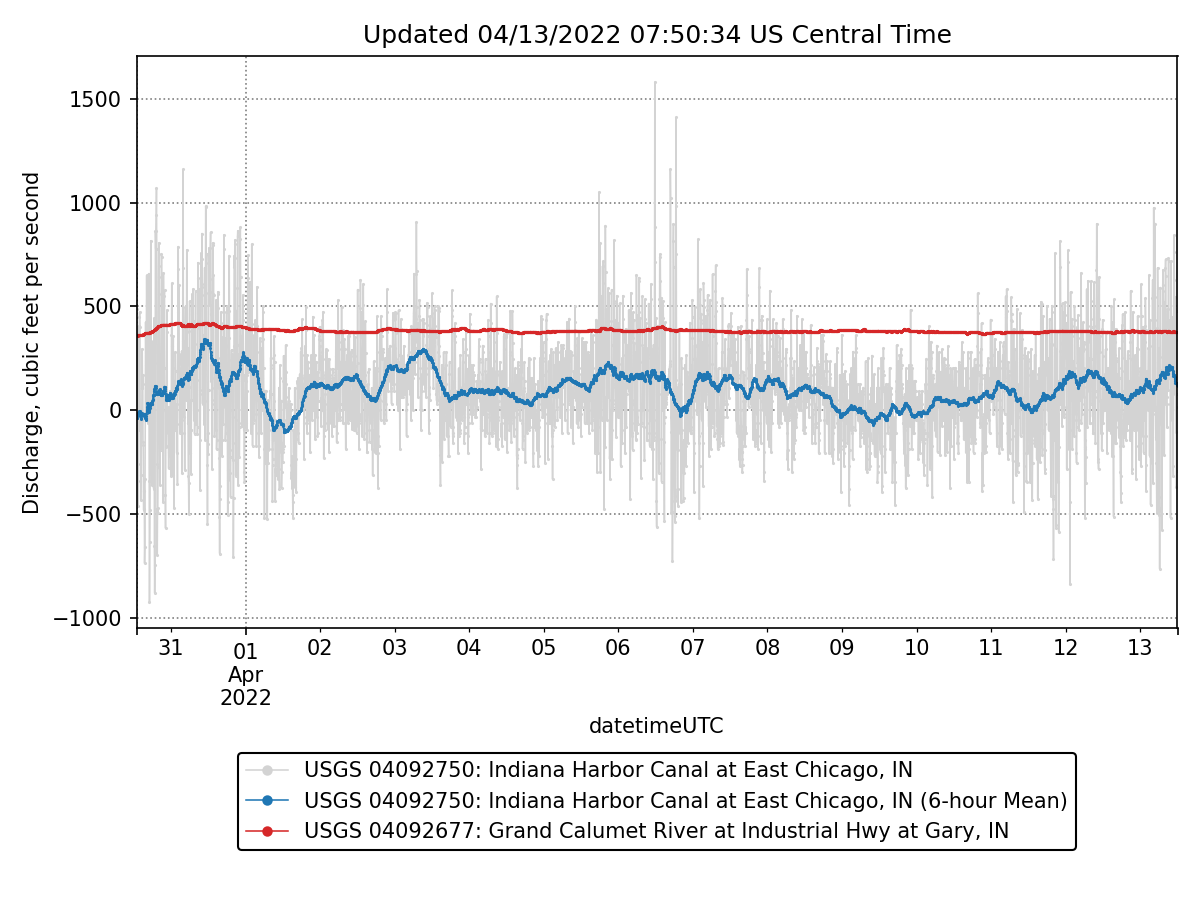 Updated 04/13/2022 07:50:34 US Central Time
Discharge, cubic feet per second
1500
1000
500
0
−500
−1000
31 01 02 03 04 05 06 07 08 09 10 11 12 13
Apr
2022
datetimeUTC
USGS 04092750: Indiana Harbor Canal at East Chicago, IN
USGS 04092750: Indiana Harbor Canal at East Chicago, IN (6-hour Mean)
USGS 04092677: Grand Calumet River at Industrial Hwy at Gary, IN